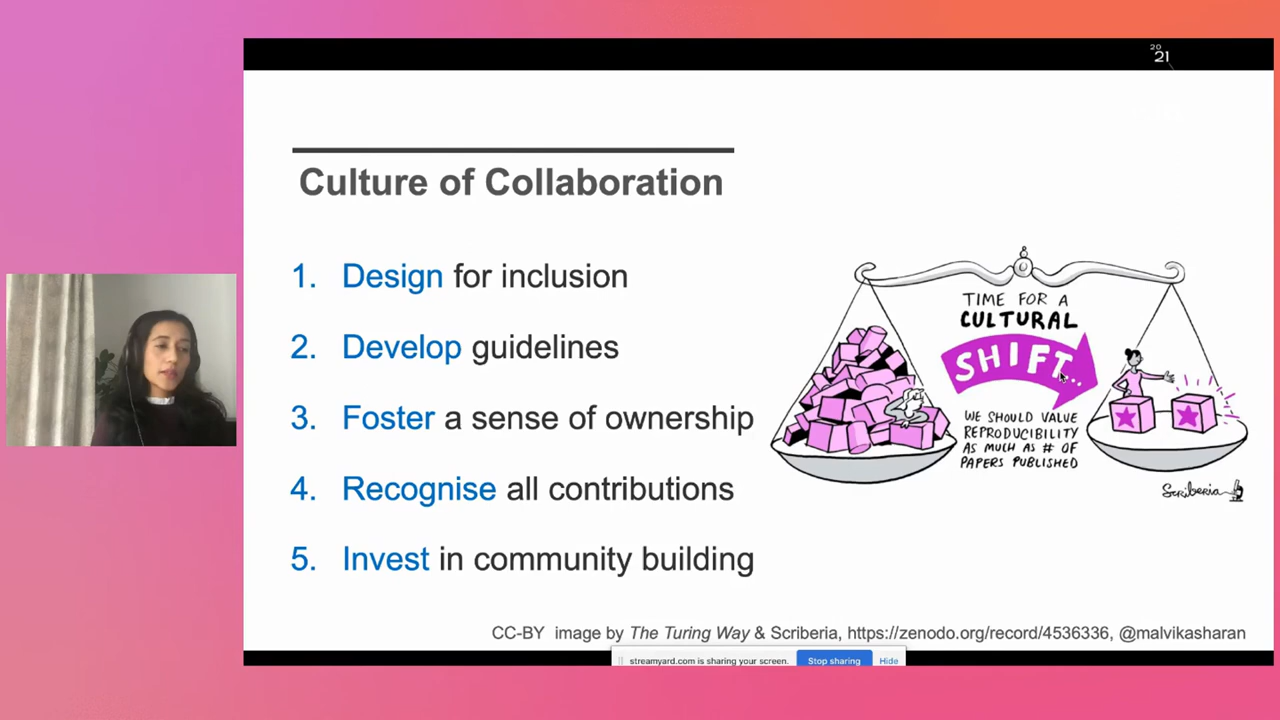 20
21
Culture of Collaboration
1. Design for inclusion
2. Develop guidelines
3. Foster a sense of ownership
4. Recognise all contributions
5. Invest in community building
TIME FOR A
CULTURAL
SHIFT...
WE SHOULD VALUE
REPRODUCIBILITY
AS MUCH AS # OF
PAPERS PUBLISHED
Scriberia
CC-BY image by The Turing Way & Scriberia, https://zenodo.org/record/4536336, @malvikasharan
streamyard.com is sharing your screen. Stop sharing Hide